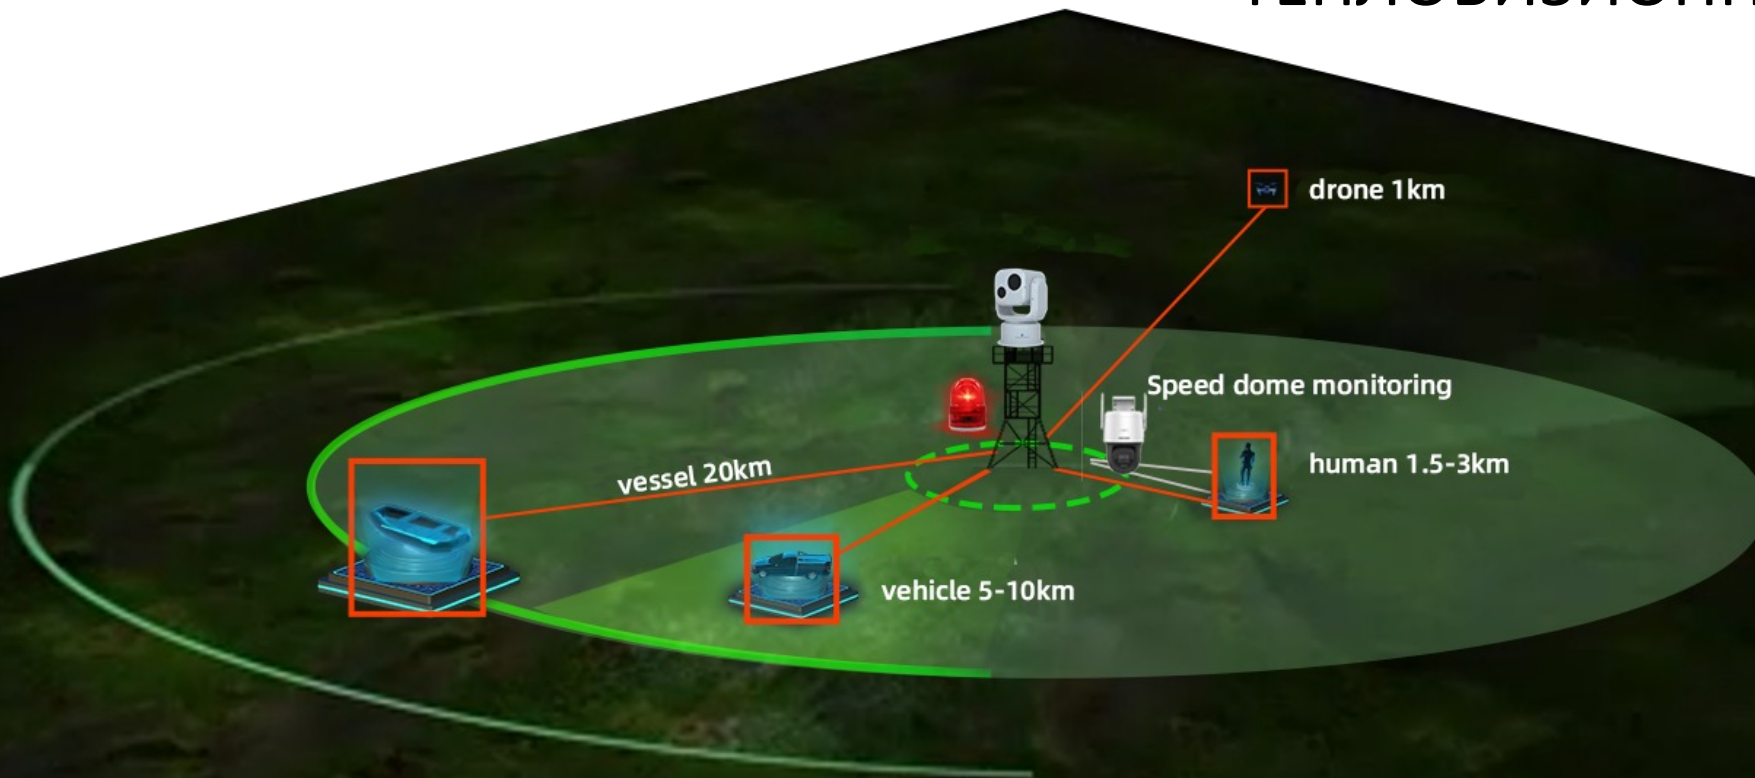 drone 1km
Speed dome monitoring
human 1.5-3km
vessel 20km
vehicle 5-10km